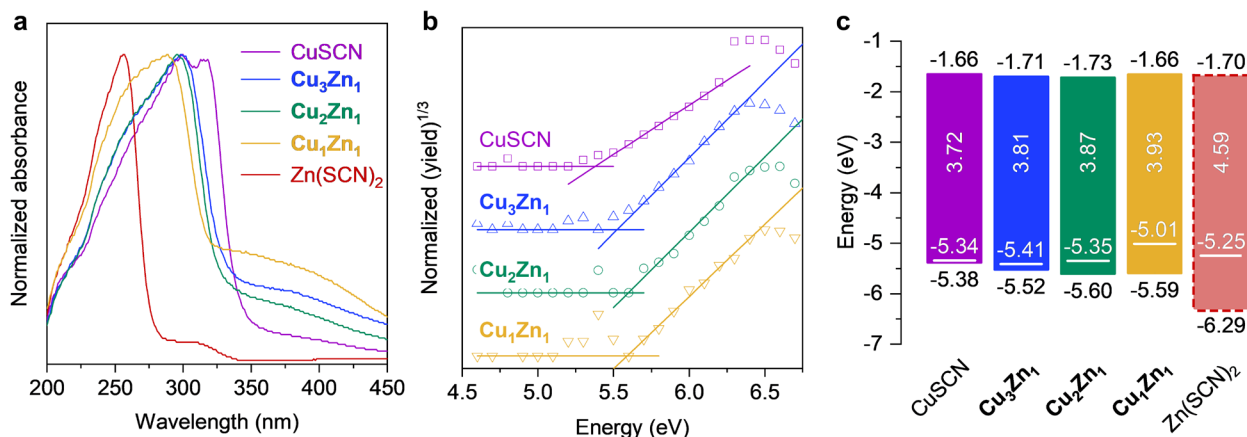 a
CuSCN
Cu₃Zn₁
Cu₂Zn₁
Cu₁Zn₁
Zn(SCN)₂
Normalized absorbance
200 250 300 350 400 450
Wavelength (nm)
b
CuSCN
Cu₃Zn₁
Cu₂Zn₁
Cu₁Zn₁
Normalized (yield)¹ᐟ³
4.5 5.0 5.5 6.0 6.5
Energy (eV)
c
-1
-2
-3
-4
-5
-6
-7
Energy (eV)
-1.66 -1.71 -1.73 -1.66 -1.70
3.72 3.81 3.87 3.93 4.59
-5.34 -5.41 -5.35 -5.01 -5.25
-5.38 -5.52 -5.60 -5.59 -6.29
CuSCN Cu₃Zn₁ Cu₂Zn₁ Cu₁Zn₁ Zn(SCN)₂